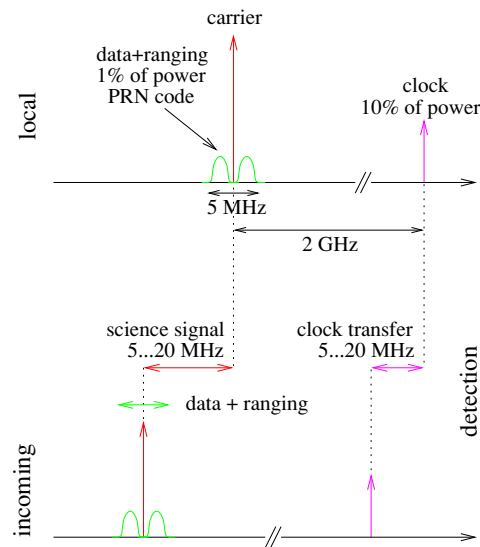 carrier
data+ranging
1% of power
PRN code
clock
10% of power
local
5 MHz
2 GHz
science signal
5...20 MHz
clock transfer
5...20 MHz
data + ranging
detection
incoming